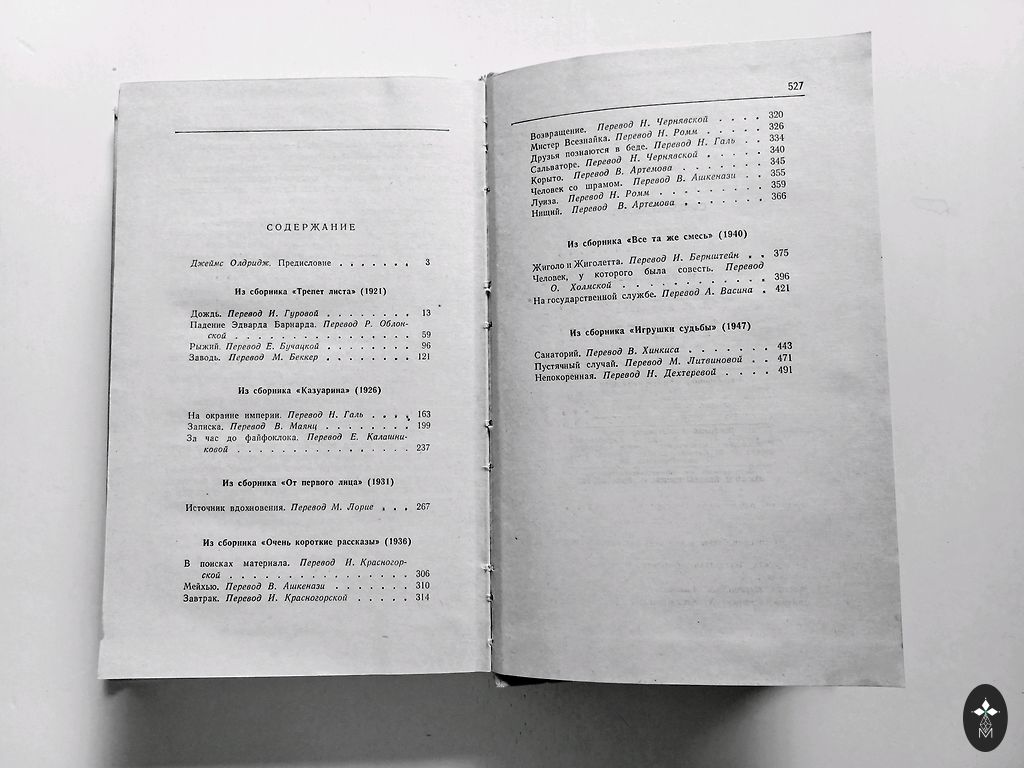 СОДЕРЖАНИЕ
Джеймс Олдридж. Предисловие . . . . . . . 3
Из сборника «Трепет листа» (1921)
Дождь. Перевод И. Гуровой . . . . . . . . 13
Падение Эдварда Барнарда. Перевод Р. Облон-
ской . . . . . . . . . . . . . . . . 59
Рыжий. Перевод Е. Бучацкой . . . . . . . . 96
Заводь. Перевод М. Беккер . . . . . . . . 121
Из сборника «Казуарина» (1926)
На окраине империи. Перевод Н. Галь . . . . 163
Записка. Перевод В. Маянц . . . . . . . . 199
За час до файфоклока. Перевод Е. Калашни-
ковой . . . . . . . . . . . . . . . 237
Из сборника «От первого лица» (1931)
Источник вдохновения. Перевод М. Лорие . . . 267
Из сборника «Очень короткие рассказы» (1936)
В поисках материала. Перевод И. Красногор-
ской . . . . . . . . . . . . . . . . 306
Мейхью. Перевод В. Ашкенази . . . . . . . 310
Завтрак. Перевод И. Красногорской . . . . . 314
527
Возвращение. Перевод Н. Чернявской . . . . 320
Мистер Всезнайка. Перевод Н. Ромм . . . . . 326
Друзья познаются в беде. Перевод Н. Галь . . 334
Сальваторе. Перевод Н. Чернявской . . . . . 340
Корыто. Перевод В. Артемова . . . . . . . 345
Человек со шрамом. Перевод В. Ашкенази . . 355
Луиза. Перевод Н. Ромм . . . . . . . . . 359
Нищий. Перевод В. Артемова . . . . . . . 366
Из сборника «Все та же смесь» (1940)
Жиголо и Жиголетта. Перевод И. Бернштейн . . 375
Человек, у которого была совесть. Перевод
О. Холмской . . . . . . . . . . . . . 396
На государственной службе. Перевод А. Васина . 421
Из сборника «Игрушки судьбы» (1947)
Санаторий. Перевод В. Хинкиса . . . . . . . 443
Пустячный случай. Перевод М. Литвиновой . . 471
Непокоренная. Перевод Н. Дехтеревой . . . . 491
М